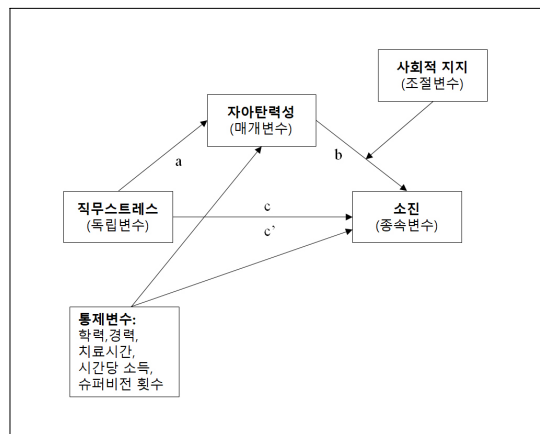 사회적 지지
(조절변수)
자아탄력성
(매개변수)
a
b
직무스트레스
(독립변수)
c
c’
소진
(종속변수)
통제변수:
학력,경력,
치료시간,
시간당 소득,
슈퍼비전 횟수